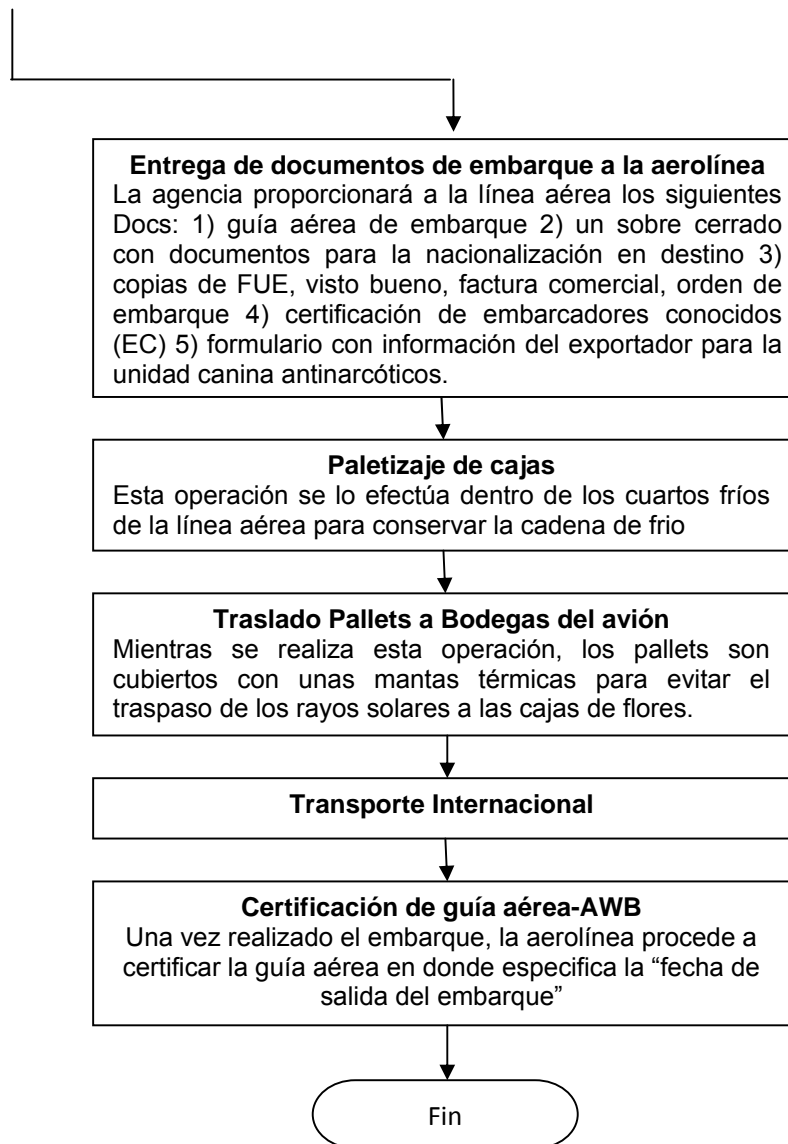 Entrega de documentos de embarque a la aerolínea
La agencia proporcionará a la línea aérea los siguientes
Docs: 1) guía aérea de embarque 2) un sobre cerrado
con documentos para la nacionalización en destino 3)
copias de FUE, visto bueno, factura comercial, orden de
embarque 4) certificación de embarcadores conocidos
(EC) 5) formulario con información del exportador para la
unidad canina antinarcóticos.
Paletizaje de cajas
Esta operación se lo efectúa dentro de los cuartos fríos
de la línea aérea para conservar la cadena de frio
Traslado Pallets a Bodegas del avión
Mientras se realiza esta operación, los pallets son
cubiertos con unas mantas térmicas para evitar el
traspaso de los rayos solares a las cajas de flores.
Transporte Internacional
Certificación de guía aérea-AWB
Una vez realizado el embarque, la aerolínea procede a
certificar la guía aérea en donde especifica la “fecha de
salida del embarque”
Fin